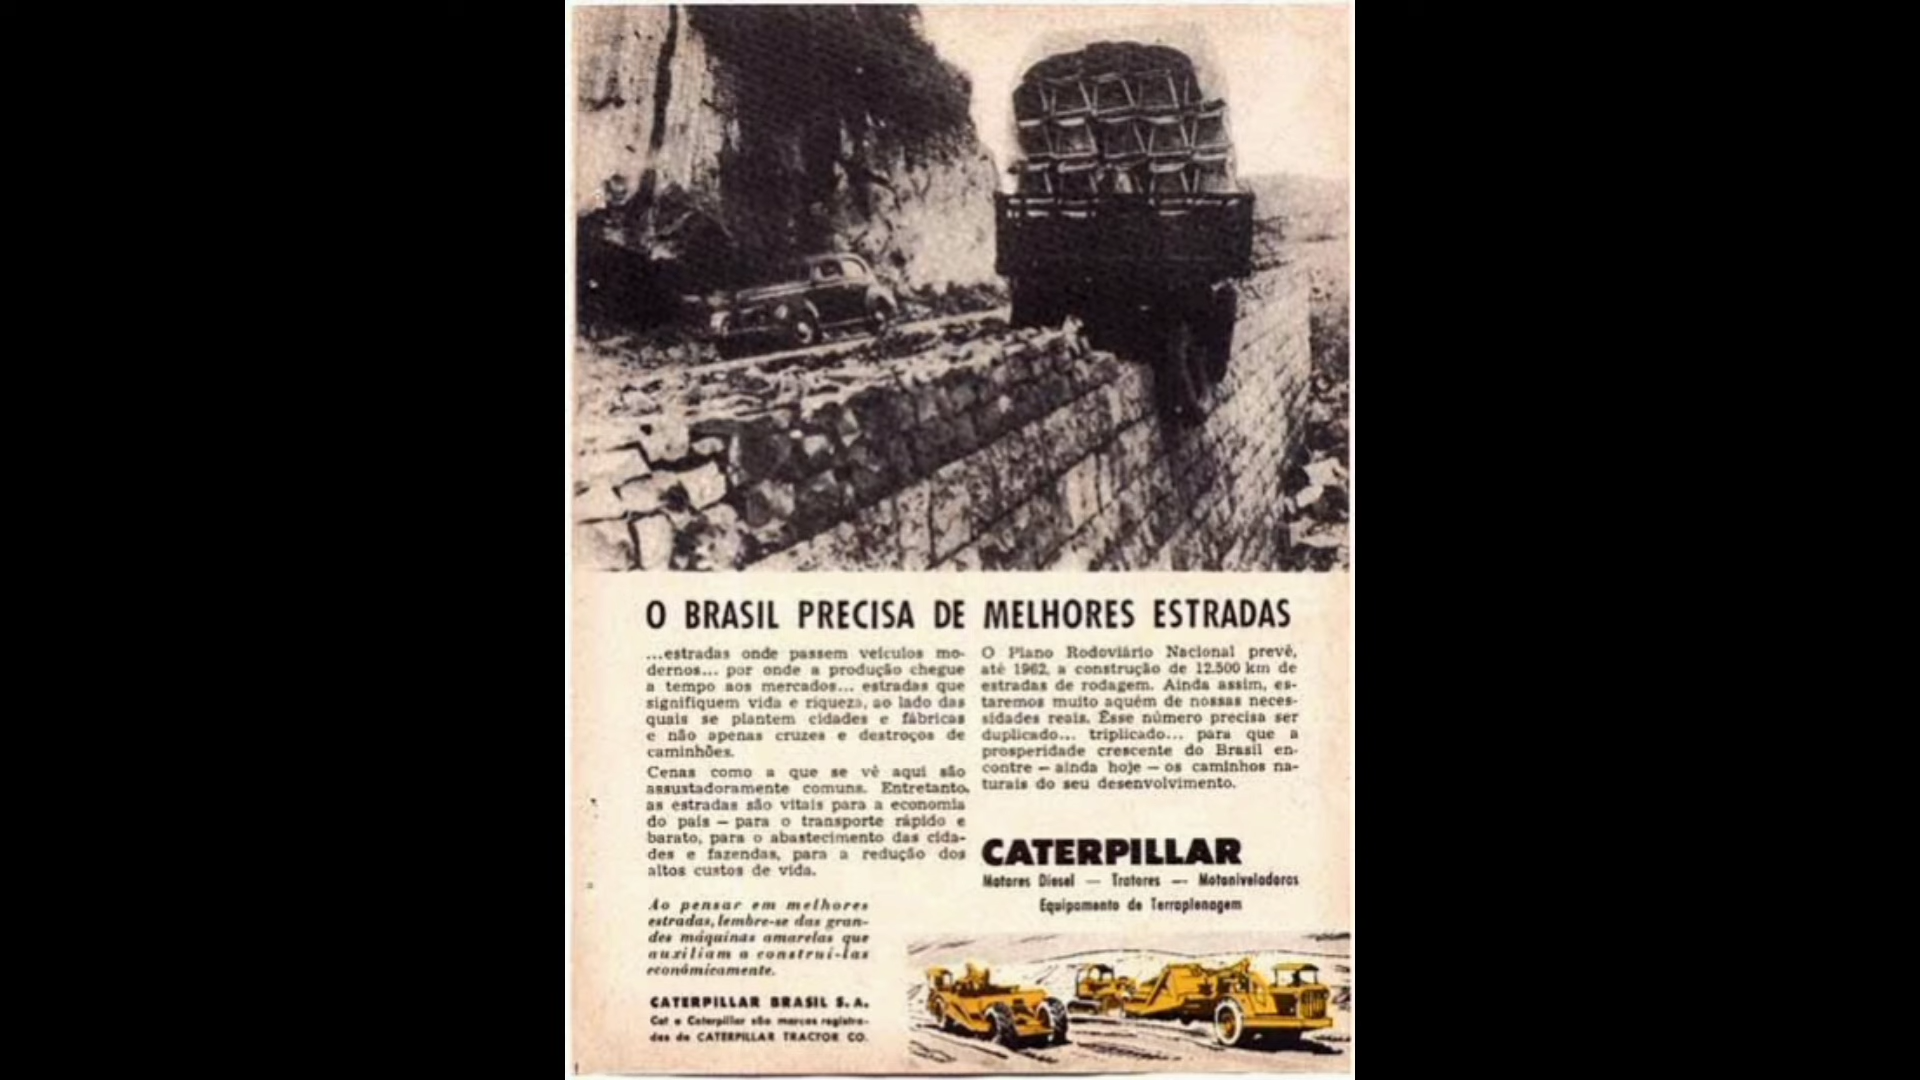 O BRASIL PRECISA DE MELHORES ESTRADAS
...estradas onde passem veículos mo-
dernos... por onde a produção chegue
a tempo aos mercados... estradas que
signifiquem vida e riqueza, ao lado das
quais se plantem cidades e fábricas
e não apenas cruzes e destroços de
caminhões.
Cenas como a que se vê aqui são
assustadoramente comuns. Entretanto,
as estradas são vitais para a economia
do país — para o transporte rápido e
barato, para o abastecimento das cida-
des e fazendas, para a redução dos
altos custos de vida.
Ao pensar em melhores
estradas, lembre-se das gran-
des máquinas amarelas que
auxiliam a construí-las
econômicamente.
CATERPILLAR BRASIL S.A.
Cat e Caterpillar são marcas registra-
das da CATERPILLAR TRACTOR CO.
O Plano Rodoviário Nacional prevê,
até 1962, a construção de 12.500 km de
estradas de rodagem. Ainda assim, es-
taremos muito aquém de nossas neces-
sidades reais. Êsse número precisa ser
duplicado... triplicado... para que a
prosperidade crescente do Brasil en-
contre — ainda hoje — os caminhos na-
turais do seu desenvolvimento.
CATERPILLAR
Motores Diesel — Tratores — Motoniveladoras
Equipamento de Terraplenagem